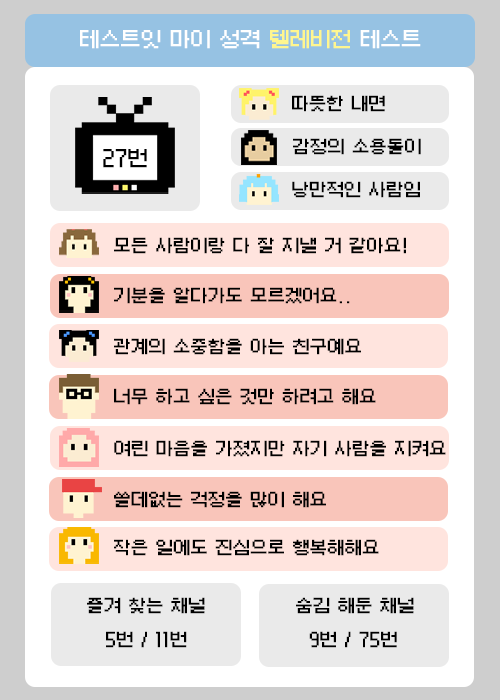 테스트잇 마이 성격 텔레비전 테스트
27번
따뜻한 내면
감정의 소용돌이
낭만적인 사람임
모든 사람이랑 다 잘 지낼 거 같아요!
기분을 알다가도 모르겠어요..
관계의 소중함을 아는 친구예요
너무 하고 싶은 것만 하려고 해요
여린 마음을 가졌지만 자기 사람을 지켜요
쓸데없는 걱정을 많이 해요
작은 일에도 진심으로 행복해해요
즐겨 찾는 채널
5번 / 11번
숨김 해둔 채널
9번 / 75번